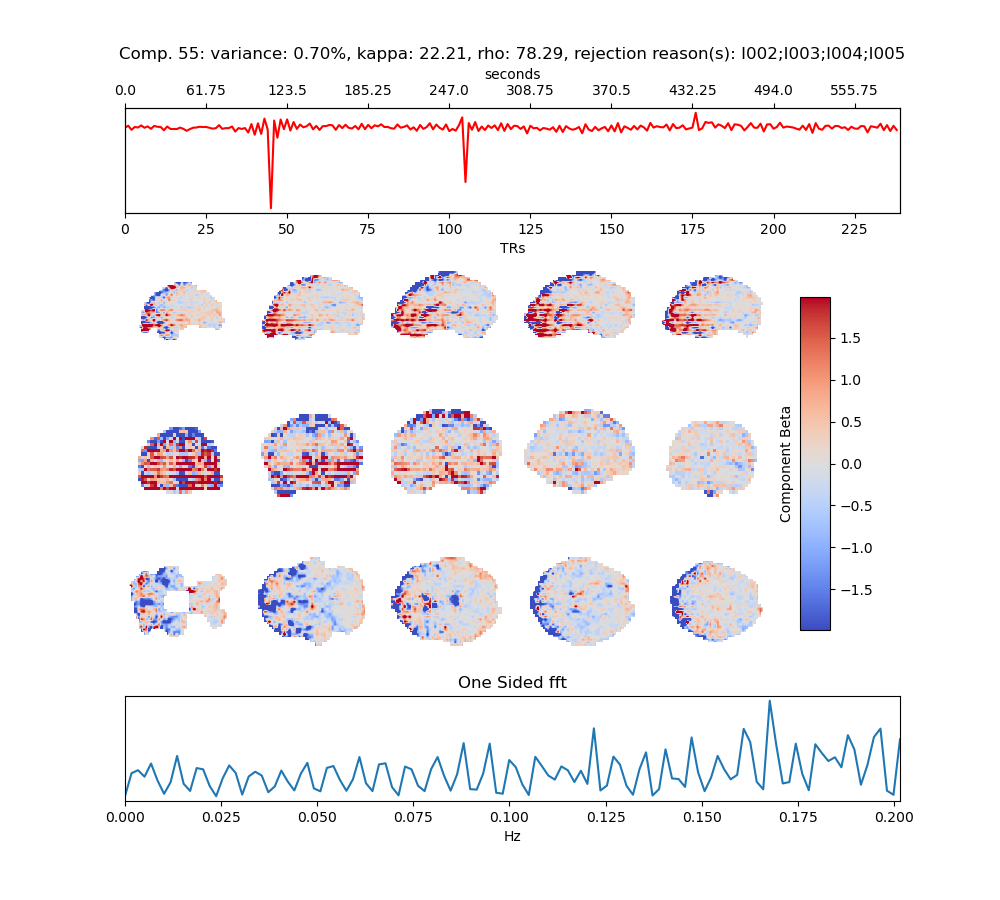 Comp. 55: variance: 0.70%, kappa: 22.21, rho: 78.29, rejection reason(s): I002;I003;I004;I005
seconds
0.0 61.75 123.5 185.25 247.0 308.75 370.5 432.25 494.0 555.75
0 25 50 75 100 125 150 175 200 225
TRs
Component Beta
1.5
1.0
0.5
0.0
−0.5
−1.0
−1.5
One Sided fft
0.000 0.025 0.050 0.075 0.100 0.125 0.150 0.175 0.200
Hz